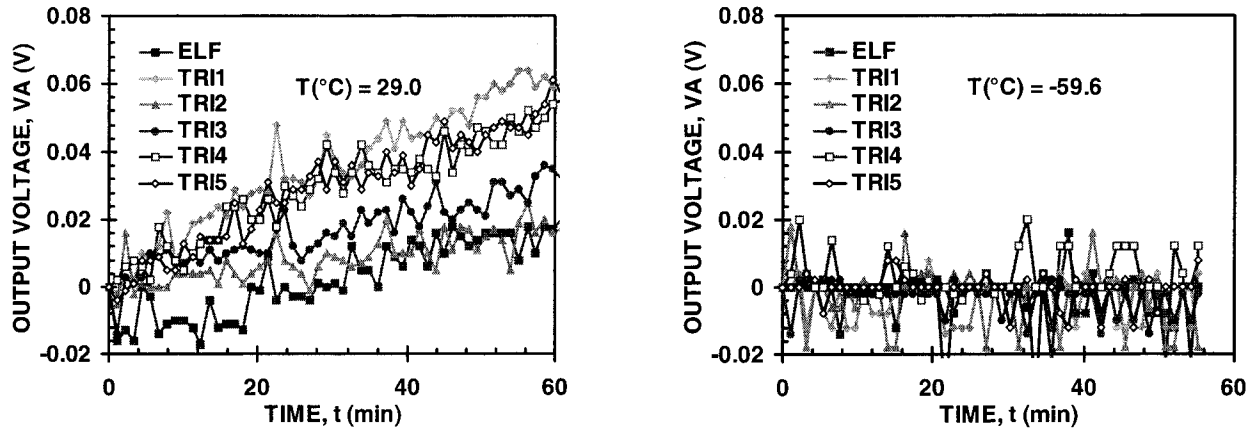 OUTPUT VOLTAGE, VA (V)
0.08
0.06
0.04
0.02
0
-0.02
ELF
TRI1
TRI2
TRI3
TRI4
TRI5
T(°C) = 29.0
0
20
40
60
TIME, t (min)
OUTPUT VOLTAGE, VA (V)
0.08
0.06
0.04
0.02
0.00
-0.02
ELF
TRI1
TRI2
TRI3
TRI4
TRI5
T(°C) = -59.6
0
20
40
60
TIME, t (min)